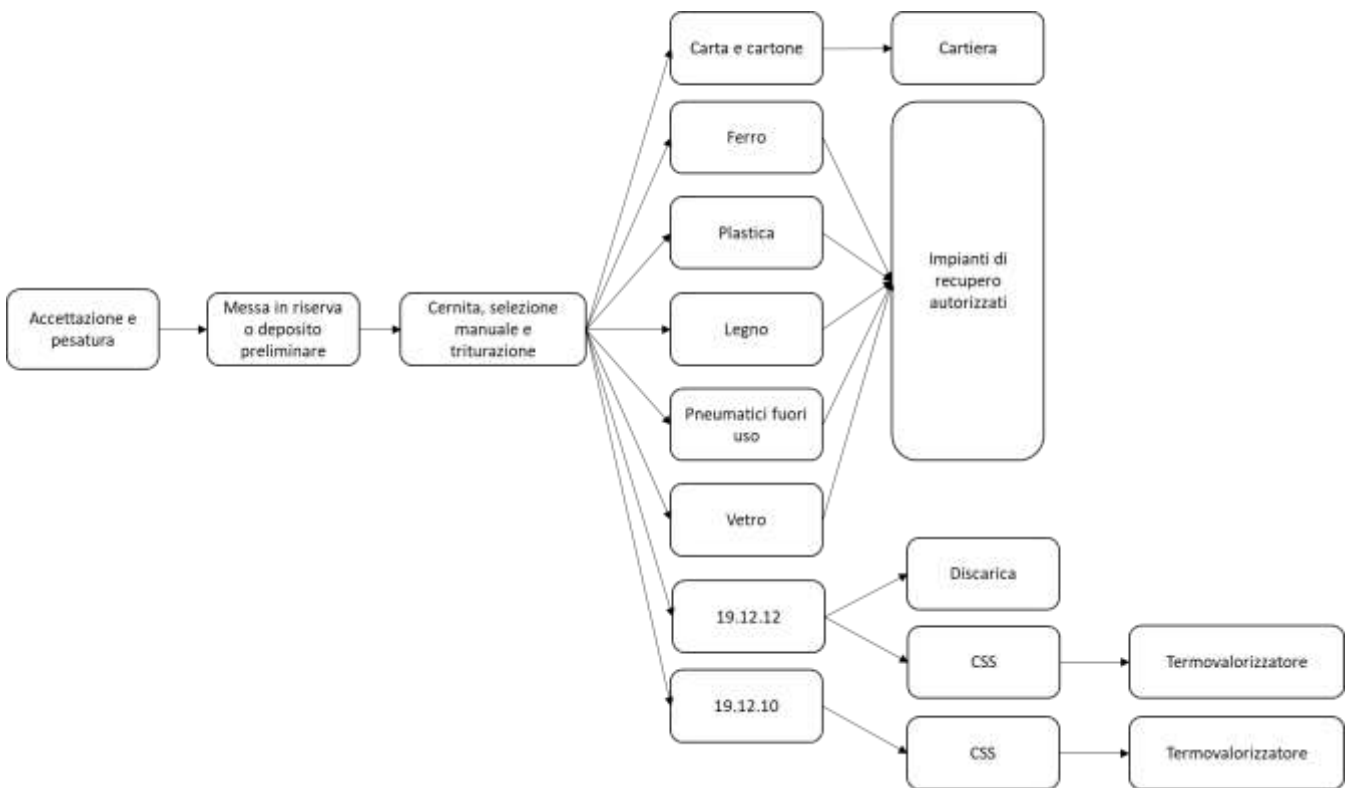 Carta e cartone
Cartiera
Ferro
Plastica
Impianti di
recupero
autorizzati
Accettazione e
pesatura
Messa in riserva
o deposito
preliminare
Cernita, selezione
manuale e
triturazione
Legno
Pneumatici fuori
uso
Vetro
Discarica
19.12.12
CSS
Termovalorizzatore
19.12.10
CSS
Termovalorizzatore